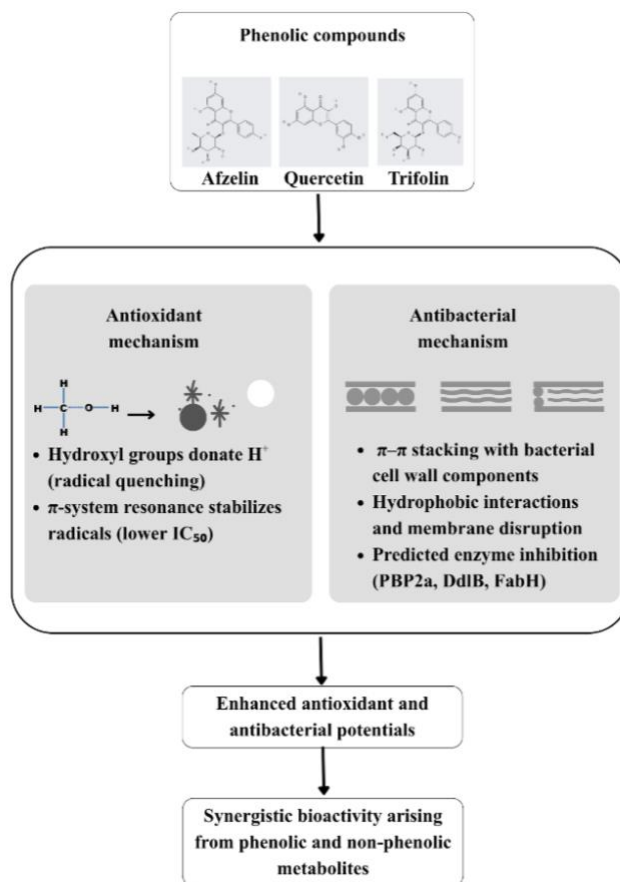 Phenolic compounds
Afzelin Quercetin Trifolin
Antioxidant
mechanism
H
H C O H
H
• Hydroxyl groups donate H⁺
(radical quenching)
• π-system resonance stabilizes
radicals (lower IC₅₀)
Antibacterial
mechanism
• π–π stacking with bacterial
cell wall components
• Hydrophobic interactions
and membrane disruption
• Predicted enzyme inhibition
(PBP2a, DdlB, FabH)
Enhanced antioxidant and
antibacterial potentials
Synergistic bioactivity arising
from phenolic and non-phenolic
metabolites